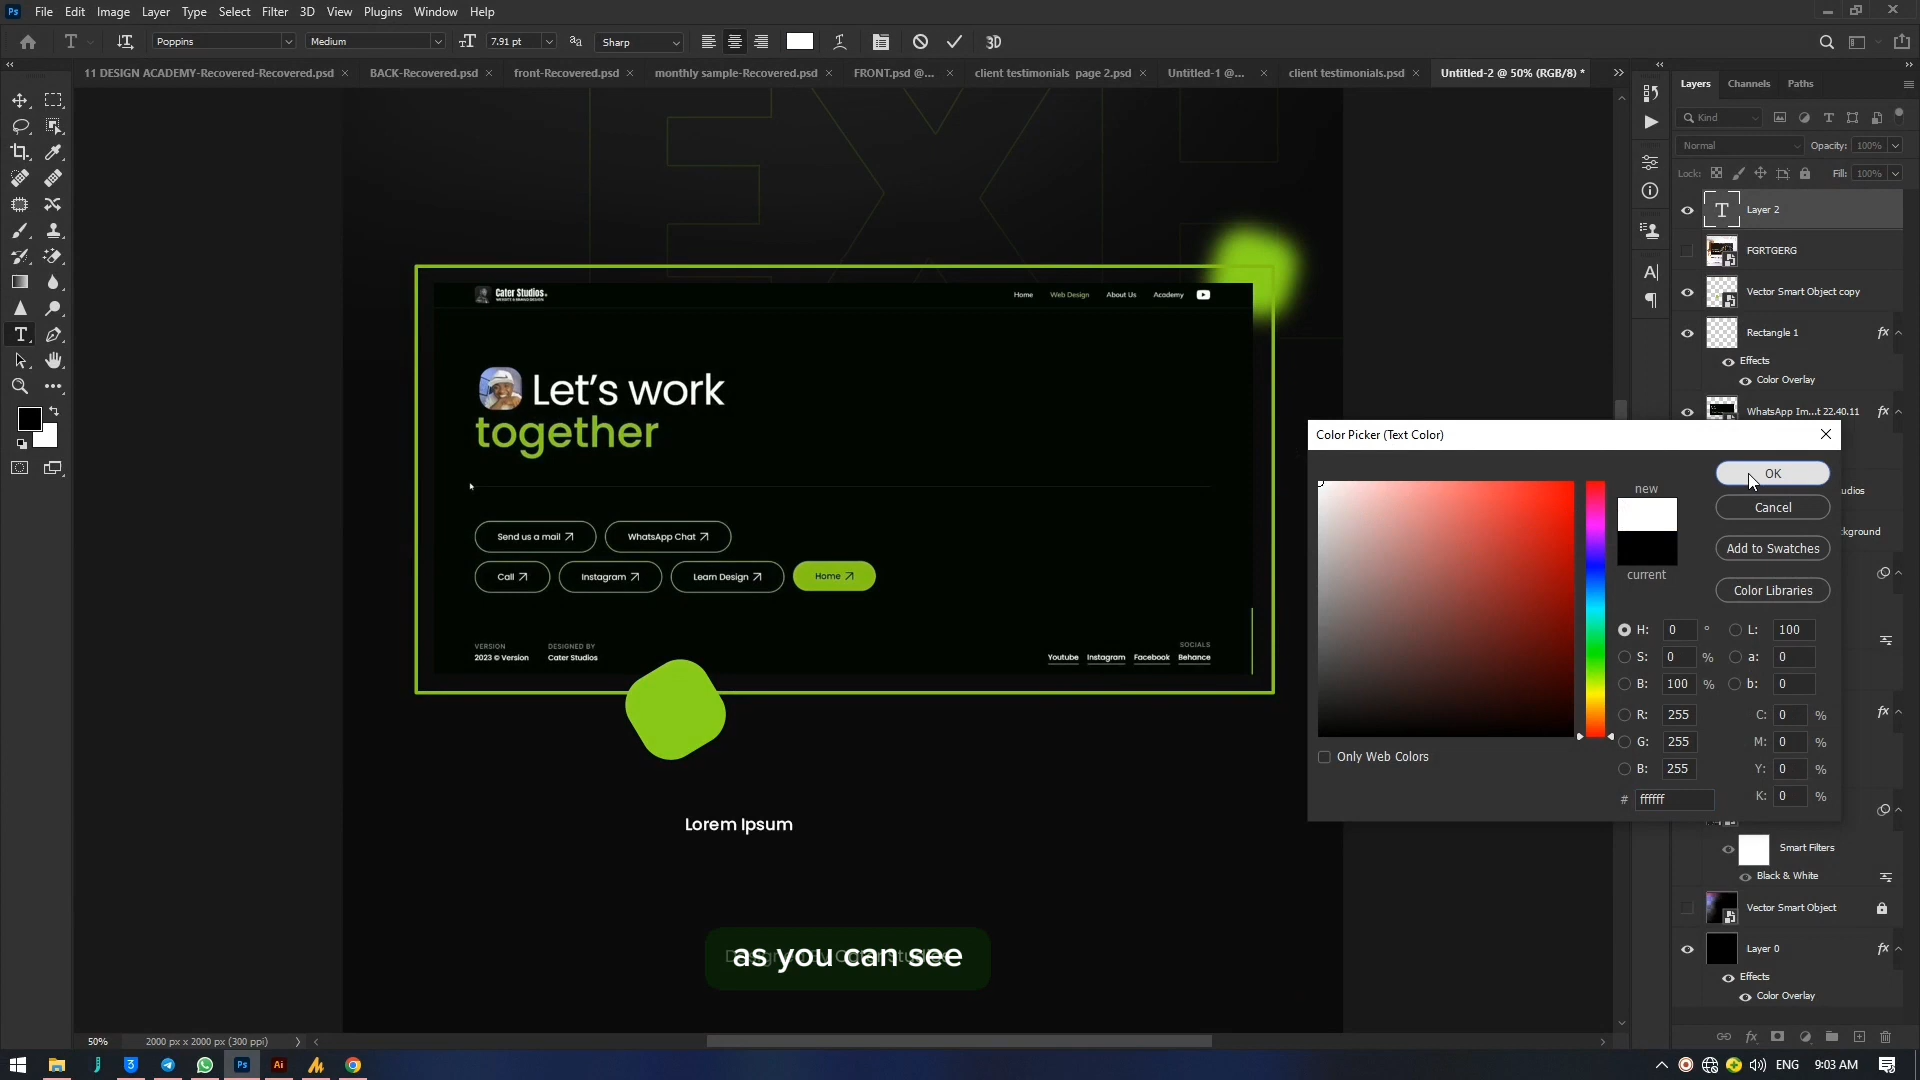 Ps File Edit Image Layer Type Select Filter 3D View Plugins Window Help
Poppins Medium 7.91 pt Sharp 3D
11 DESIGN ACADEMY-Recovered-Recovered.psd BACK-Recovered.psd front-Recovered.psd monthly sample-Recovered.psd FRONT.psd @... client testimonials page 2.psd Untitled-1 @... client testimonials.psd Untitled-2 @ 50% (RGB/8) *
Layers Channels Paths
Kind
Normal Opacity: 100%
Lock: Fill: 100%
Layer 2
FGRTGERG
Vector Smart Object copy
Rectangle 1 fx
Effects
Color Overlay
WhatsApp Im...t 22.40.11 fx
EX
Cater Studios.
Home Web Design About Us Academy
Let's work
together
Send us a mail WhatsApp Chat
Call Instagram Learn Design Home
VERSION DESIGNED BY SOCIALS
2023 © Version Cater Studios Youtube Instagram Facebook Behance
Lorem Ipsum
as you can see
Color Picker (Text Color)
OK
new
Cancel
Add to Swatches
current
Color Libraries
H: 0 ° L: 100
S: 0 % a: 0
B: 100 % b: 0
R: 255 C: 0 %
G: 255 M: 0 %
B: 255 Y: 0 %
# ffffff K: 0 %
Only Web Colors
Smart Filters
Black & White
Vector Smart Object
Layer 0 fx
Effects
Color Overlay
50% 2000 px x 2000 px (300 ppi)
Ps Ai ENG 9:03 AM